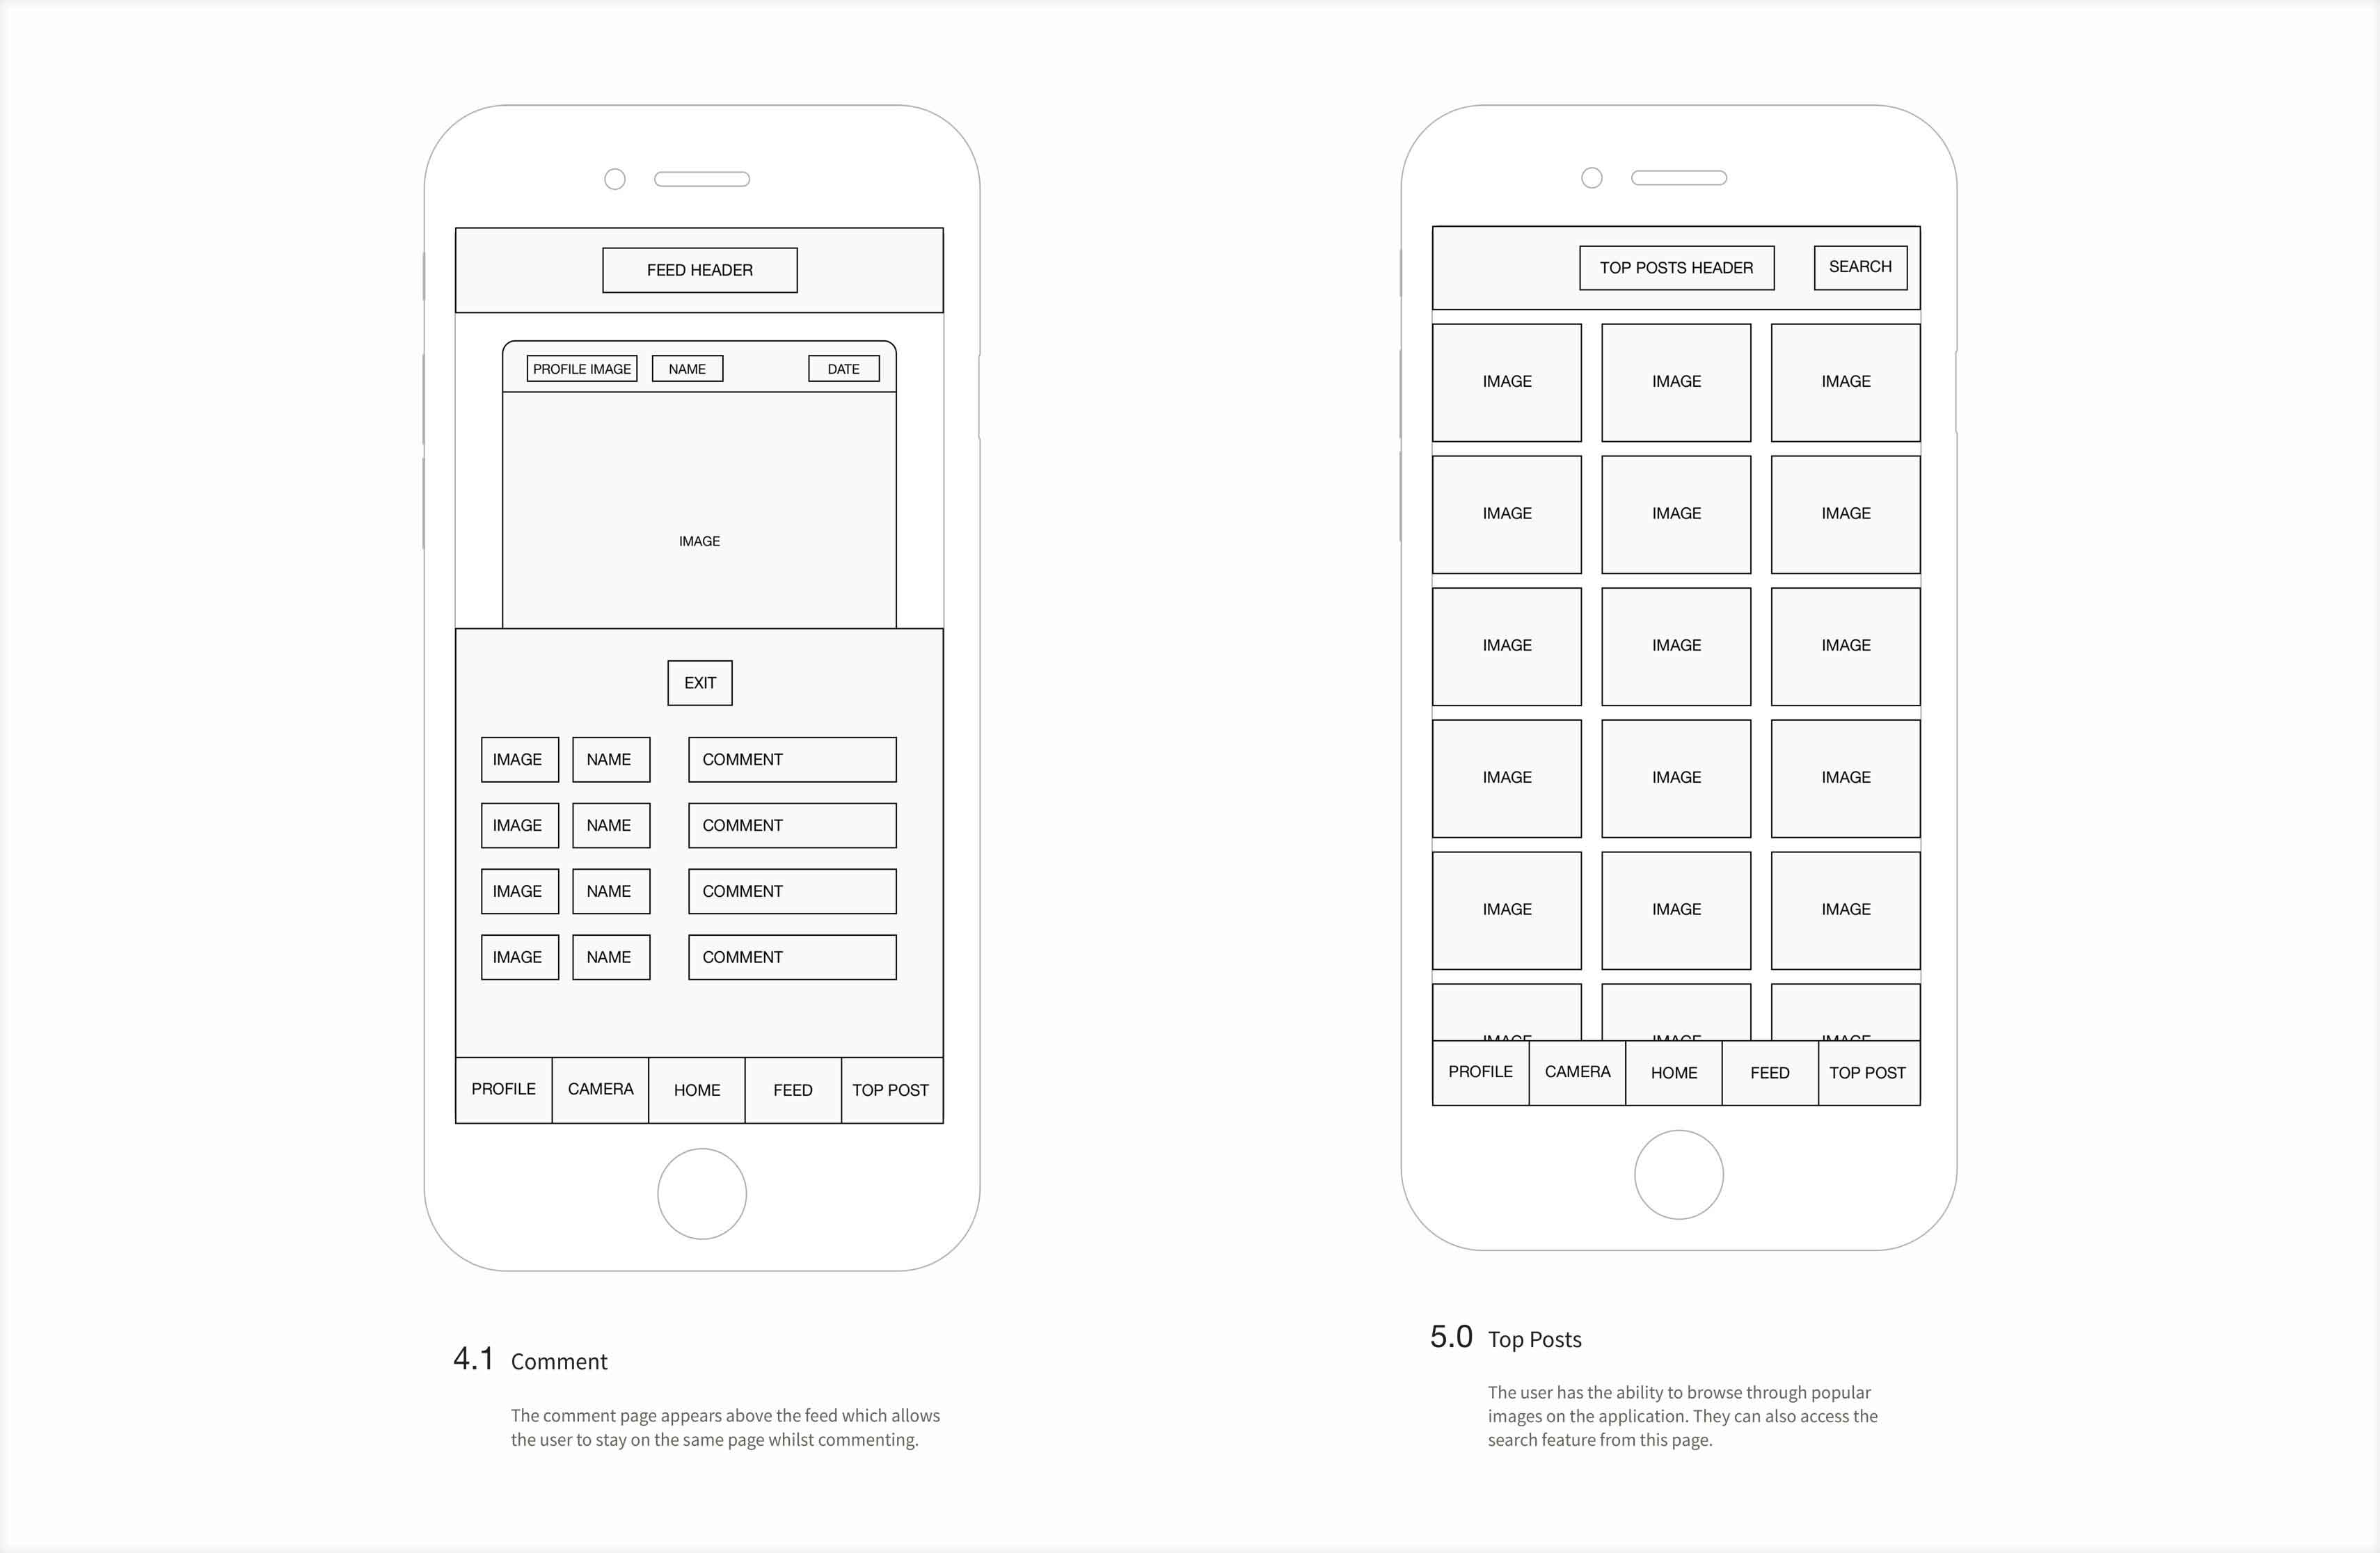 FEED HEADER
PROFILE IMAGE NAME DATE
IMAGE
EXIT
IMAGE NAME COMMENT
IMAGE NAME COMMENT
IMAGE NAME COMMENT
IMAGE NAME COMMENT
PROFILE CAMERA HOME FEED TOP POST
4.1 Comment
The comment page appears above the feed which allows
the user to stay on the same page whilst commenting.
TOP POSTS HEADER SEARCH
IMAGE IMAGE IMAGE
IMAGE IMAGE IMAGE
IMAGE IMAGE IMAGE
IMAGE IMAGE IMAGE
IMAGE IMAGE IMAGE
IMAGE IMAGE IMAGE
PROFILE CAMERA HOME FEED TOP POST
5.0 Top Posts
The user has the ability to browse through popular
images on the application. They can also access the
search feature from this page.